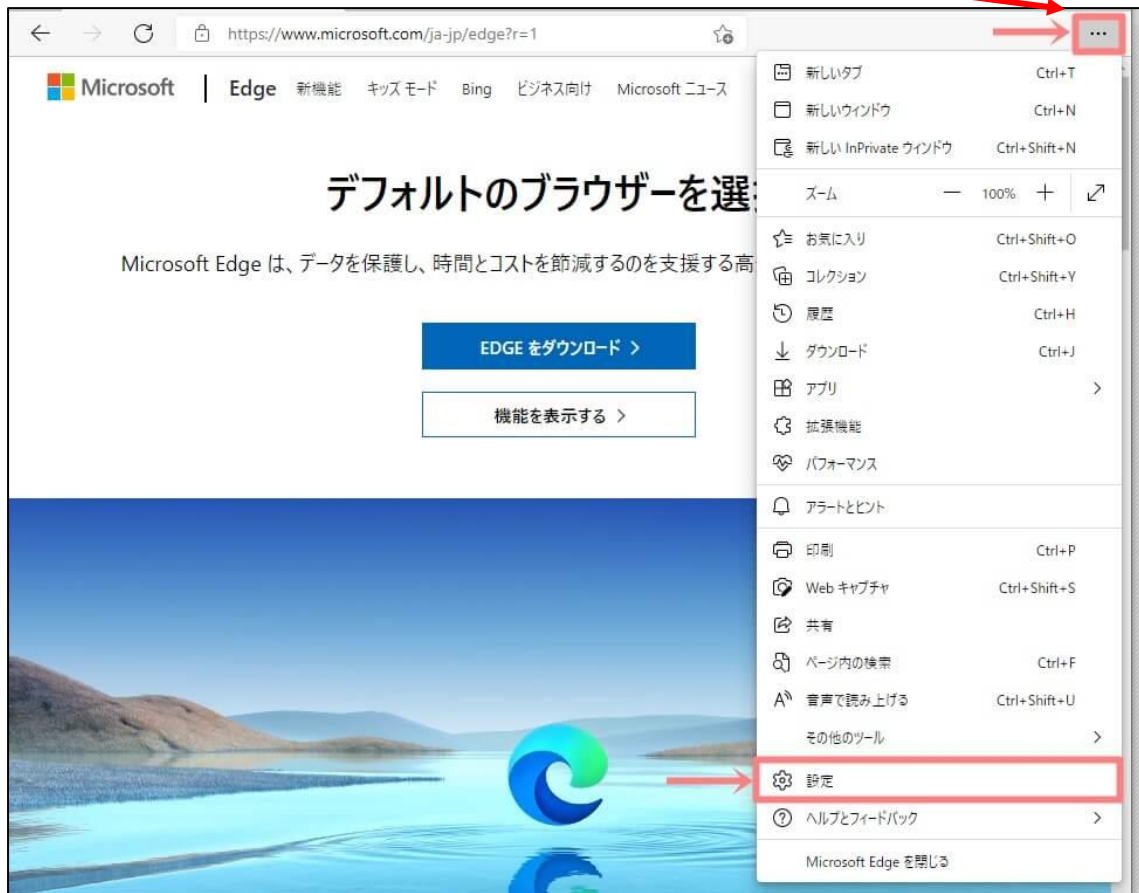 https://www.microsoft.com/ja-jp/edge?r=1
Microsoft | Edge 新機能 キッズ モード Bing ビジネス向け Microsoft ニュース
デフォルトのブラウザーを選
Microsoft Edge は、データを保護し、時間とコストを節減するのを支援する高
EDGE をダウンロード >
機能を表示する >
新しいタブ Ctrl+T
新しいウィンドウ Ctrl+N
新しい InPrivate ウィンドウ Ctrl+Shift+N
ズーム — 100% +
お気に入り Ctrl+Shift+O
コレクション Ctrl+Shift+Y
履歴 Ctrl+H
ダウンロード Ctrl+J
アプリ >
拡張機能
パフォーマンス
アラートとヒント
印刷 Ctrl+P
Web キャプチャ Ctrl+Shift+S
共有
ページ内の検索 Ctrl+F
音声で読み上げる Ctrl+Shift+U
その他のツール >
設定
ヘルプとフィードバック >
Microsoft Edge を閉じる